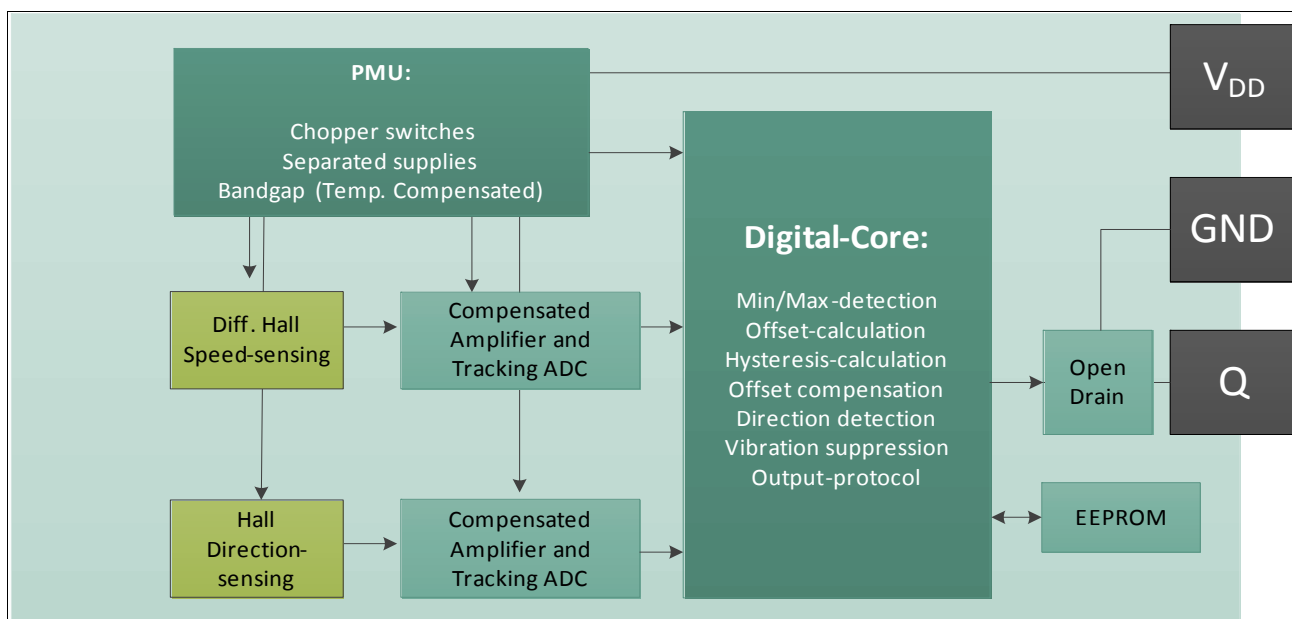 PMU:
Chopper switches
Separated supplies
Bandgap (Temp. Compensated)
VDD
GND
Digital-Core:
Min/Max-detection
Offset-calculation
Hysteresis-calculation
Offset compensation
Direction detection
Vibration suppression
Output-protocol
Diff. Hall
Speed-sensing
Compensated
Amplifier and
Tracking ADC
Open
Drain
Q
Hall
Direction-
sensing
Compensated
Amplifier and
Tracking ADC
EEPROM